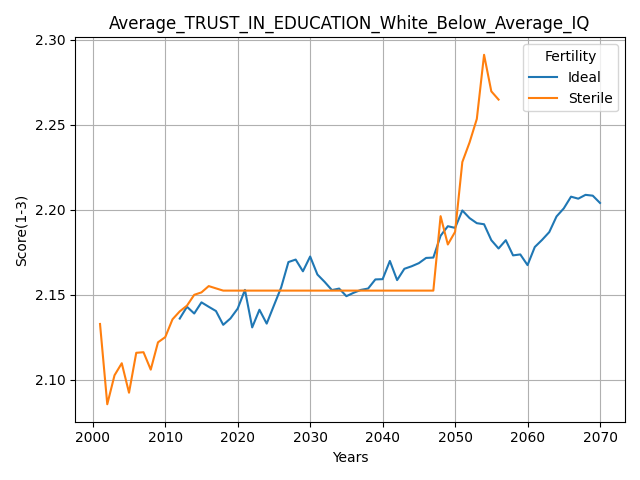 Average_TRUST_IN_EDUCATION_White_Below_Average_IQ
Fertility
Ideal
Sterile
Score(1-3)
2.30
2.25
2.20
2.15
2.10
2000 2010 2020 2030 2040 2050 2060 2070
Years